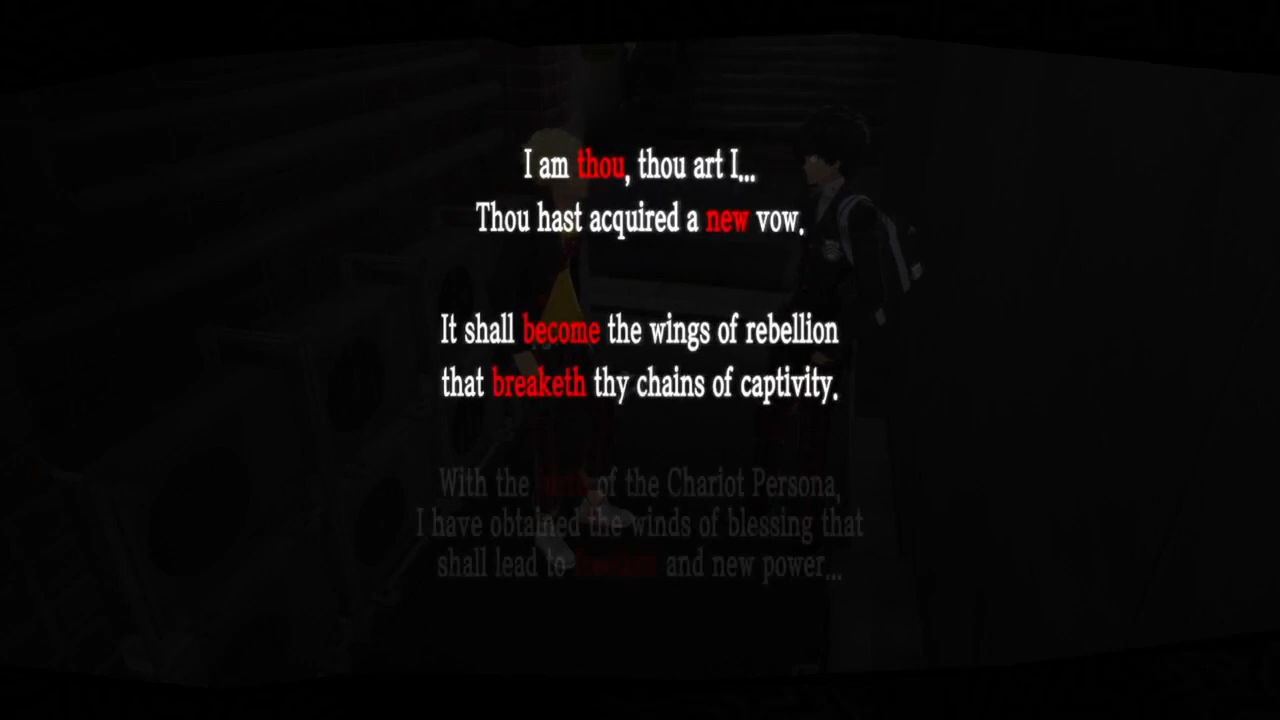 I am thou, thou art I...
Thou hast acquired a new vow.
It shall become the wings of rebellion
that breaketh thy chains of captivity.
With the birth of the Chariot Persona,
I have obtained the winds of blessing that
shall lead to freedom and new power...